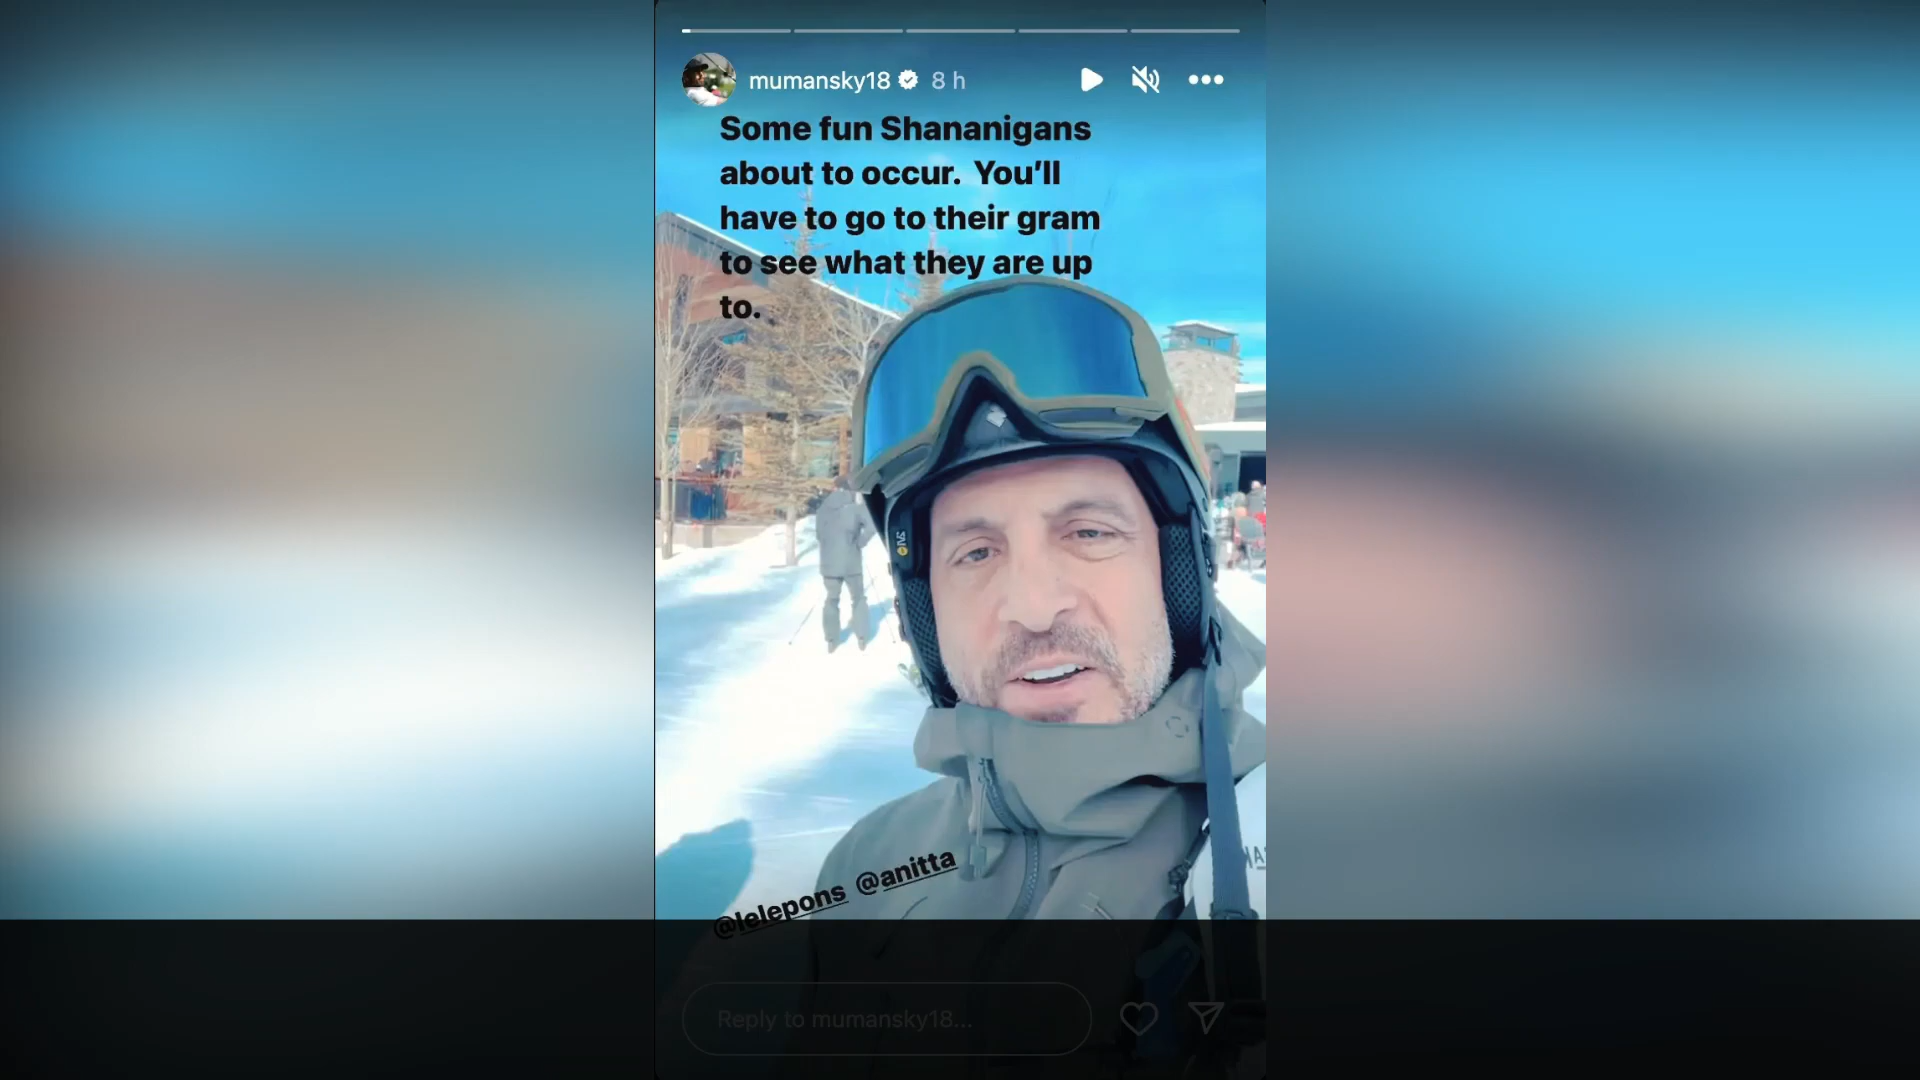 mumansky18 8 h
Some fun Shananigans
about to occur. You’ll
have to go to their gram
to see what they are up
to.
@lelepons @anitta
Reply to mumansky18...